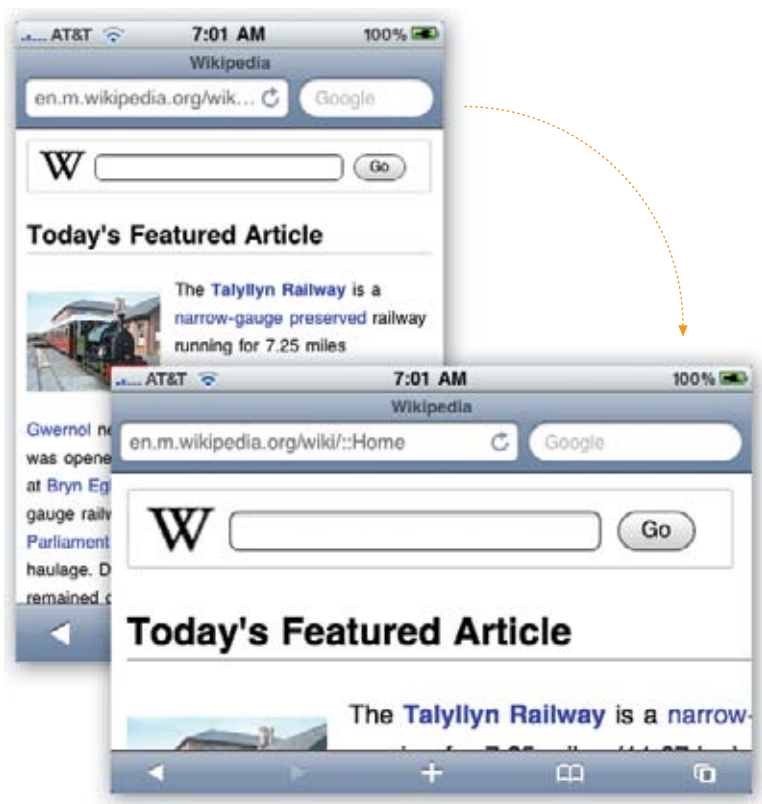 AT&T 7:01 AM 100%
Wikipedia
en.m.wikipedia.org/wik... Google
W Go
Today's Featured Article
The Talyllyn Railway is a
narrow-gauge preserved railway
running for 7.25 miles
Gwernol
was opene
at Bryn Eg
gauge railw
Parliament
haulage. D
remained
AT&T 7:01 AM 100%
Wikipedia
en.m.wikipedia.org/wiki/::Home Google
W Go
Today's Featured Article
The Talyllyn Railway is a narrow-